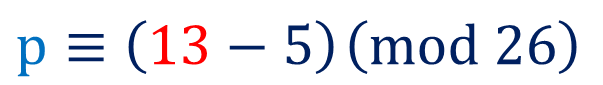 p ≡ (13 − 5) (mod 26)